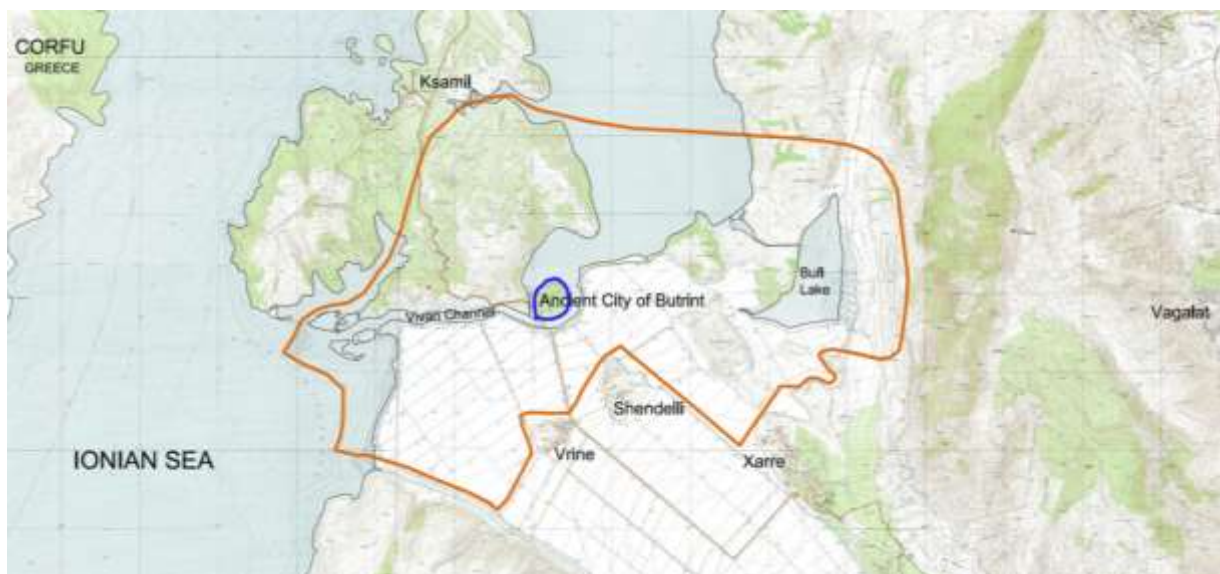 CORFU
GREECE
Ksamil
Bufi
Lake
Ancient City of Butrint
Vivari Channel
Vagalat
Shendelli
Vrine
Xarre
IONIAN SEA